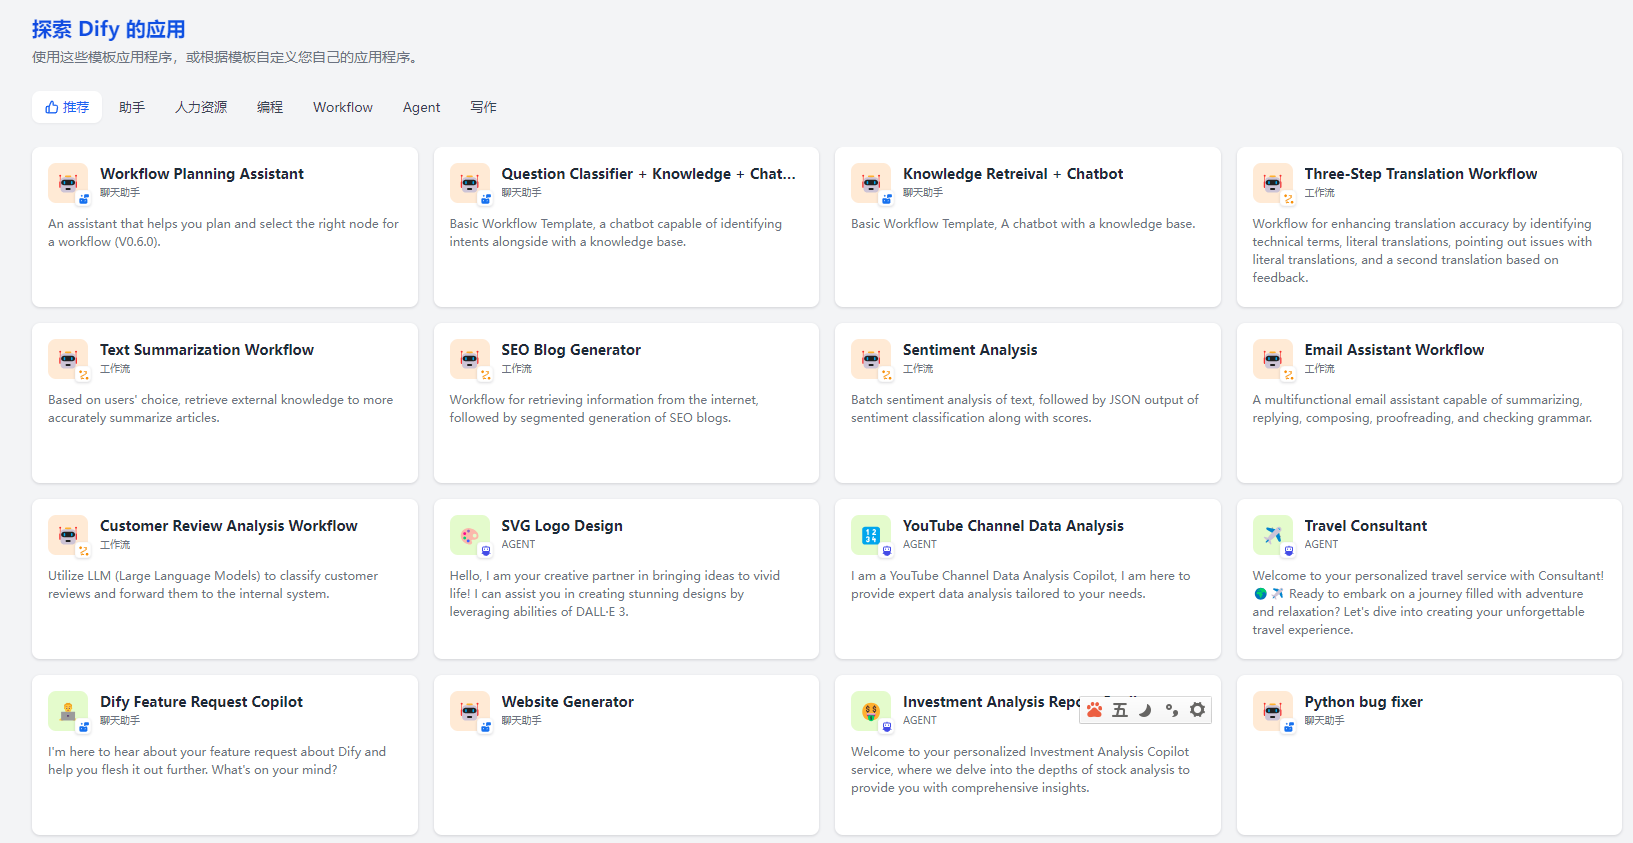 探索 Dify 的应用
使用这些模板应用程序，或根据模板自定义您自己的应用程序。
推荐 助手 人力资源 编程 Workflow Agent 写作
Workflow Planning Assistant
聊天助手
An assistant that helps you plan and select the right node for
a workflow (V0.6.0).
Question Classifier + Knowledge + Chat...
聊天助手
Basic Workflow Template, a chatbot capable of identifying
intents alongside with a knowledge base.
Knowledge Retreival + Chatbot
聊天助手
Basic Workflow Template, A chatbot with a knowledge base.
Three-Step Translation Workflow
工作流
Workflow for enhancing translation accuracy by identifying
technical terms, literal translations, pointing out issues with
literal translations, and a second translation based on
feedback.
Text Summarization Workflow
工作流
Based on users' choice, retrieve external knowledge to more
accurately summarize articles.
SEO Blog Generator
工作流
Workflow for retrieving information from the internet,
followed by segmented generation of SEO blogs.
Sentiment Analysis
工作流
Batch sentiment analysis of text, followed by JSON output of
sentiment classification along with scores.
Email Assistant Workflow
工作流
A multifunctional email assistant capable of summarizing,
replying, composing, proofreading, and checking grammar.
Customer Review Analysis Workflow
工作流
Utilize LLM (Large Language Models) to classify customer
reviews and forward them to the internal system.
SVG Logo Design
AGENT
Hello, I am your creative partner in bringing ideas to vivid
life! I can assist you in creating stunning designs by
leveraging abilities of DALL·E 3.
YouTube Channel Data Analysis
AGENT
I am a YouTube Channel Data Analysis Copilot, I am here to
provide expert data analysis tailored to your needs.
Travel Consultant
AGENT
Welcome to your personalized travel service with Consultant!
🌍 ✈️ Ready to embark on a journey filled with adventure
and relaxation? Let's dive into creating your unforgettable
travel experience.
Dify Feature Request Copilot
聊天助手
I'm here to hear about your feature request about Dify and
help you flesh it out further. What's on your mind?
Website Generator
聊天助手
Investment Analysis Repo
五
AGENT
Welcome to your personalized Investment Analysis Copilot
service, where we delve into the depths of stock analysis to
provide you with comprehensive insights.
Python bug fixer
聊天助手